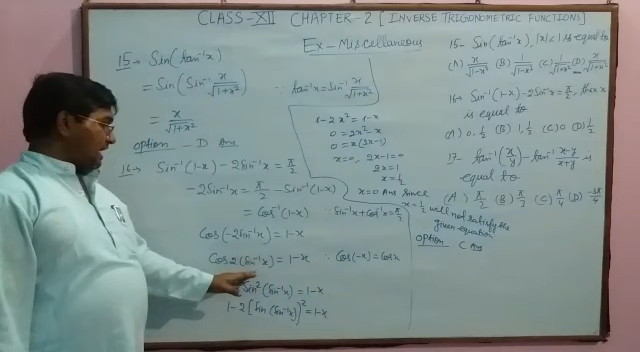 CLASS-XII CHAPTER-2 [INVERSE TRIGONOMETRIC FUNCTIONS]
Ex-Miscellaneous
15→ Sin(tan⁻¹x)
= Sin(Sin⁻¹ x/√(1+x²)) ∵ tan⁻¹x = Sin⁻¹ x/√(1+x²)
= x/√(1+x²)
option - D Ans
16→ Sin⁻¹(1-x) - 2Sin⁻¹x = π/2
-2Sin⁻¹x = π/2 - Sin⁻¹(1-x)
= Cos⁻¹(1-x) ∵ Sin⁻¹x + Cos⁻¹x = π/2
Cos(-2Sin⁻¹x) = 1-x
Cos 2(Sin⁻¹x) = 1-x ∵ Cos(-x) = Cosx
Sin²(Sin⁻¹x) = 1-x
1-2[Sin(Sin⁻¹x)]² = 1-x
1-2x² = 1-x
0 = 2x²-x
0 = x(2x-1)
x=0, 2x-1=0
2x=1
x=1/2
x=0 Ans since
x=1/2 will not satisfy the
given equation
option C Ans
15- Sin(tan⁻¹x), |x|<1 is equal to
(A) x/√(1-x²) (B) 1/√(1-x²) (C) 1/√(1+x²) (D) x/√(1+x²)
16- Sin⁻¹(1-x) - 2Sin⁻¹x = π/2, then x
is equal to
(A) 0, 1/2 (B) 1, 1/2 (C) 0 (D) 1/2
17- tan⁻¹(x/y) - tan⁻¹ x-y/x+y is
equal to
(A) π/2 (B) π/3 (C) π/4 (D) -3π/4